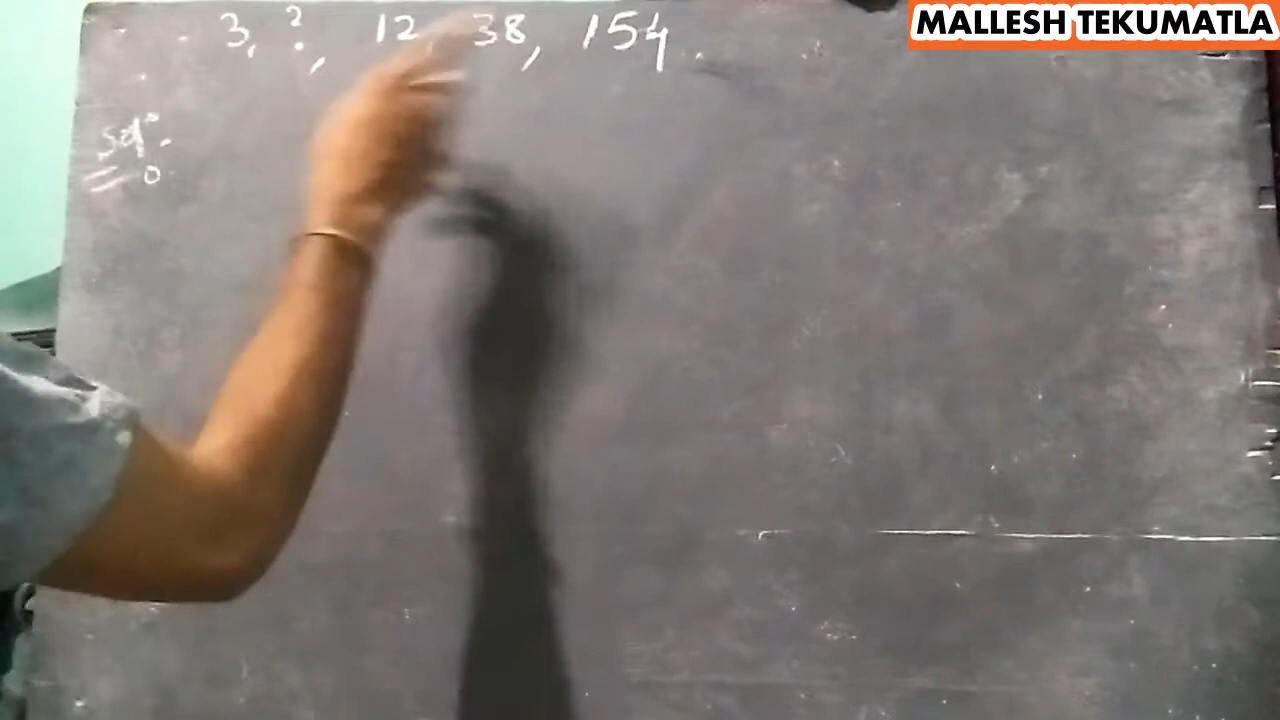 MALLESH TEKUMATLA
3, ?, 12, 38, 154.
Sol: